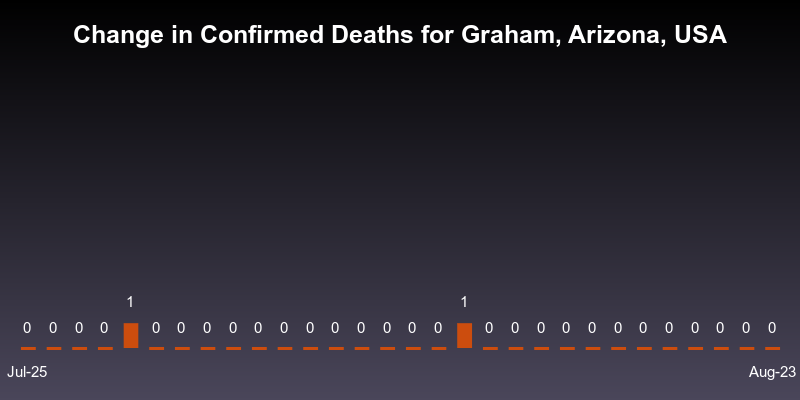 Change in Confirmed Deaths for Graham, Arizona, USA
1 1
0 0 0 0 0 0 0 0 0 0 0 0 0 0 0 0 0 0 0 0 0 0 0 0 0 0 0 0
Jul-25 Aug-23